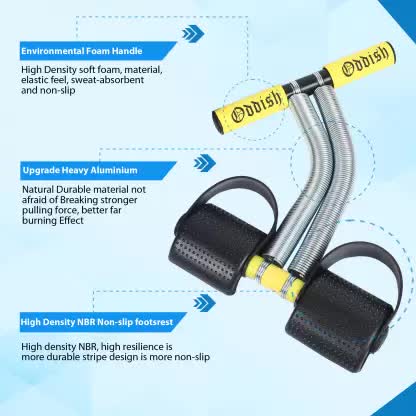 Environmental Foam Handle
High Density soft foam, material,
elastic feel, sweat-absorbent
and non-slip
Oddish
Oddish
Upgrade Heavy Aluminium
Natural Durable material not
afraid of Breaking stronger
pulling force, better far
burning Effect
High Density NBR Non-slip footsrest
High density NBR, high resilience is
more durable stripe design is more non-slip